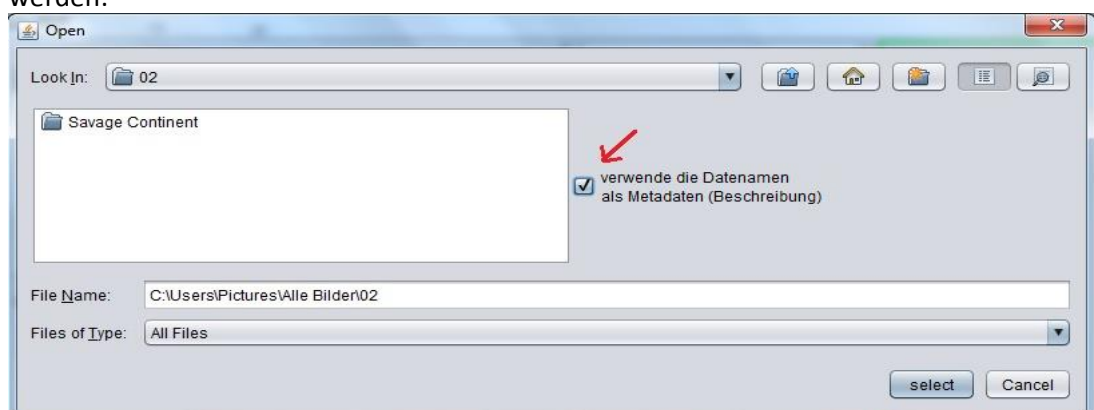 werden.
Open
Look In: 02
Savage Continent
verwende die Datenamen
als Metadaten (Beschreibung)
File Name: C:\Users\Pictures\Alle Bilder\02
Files of Type: All Files
select Cancel